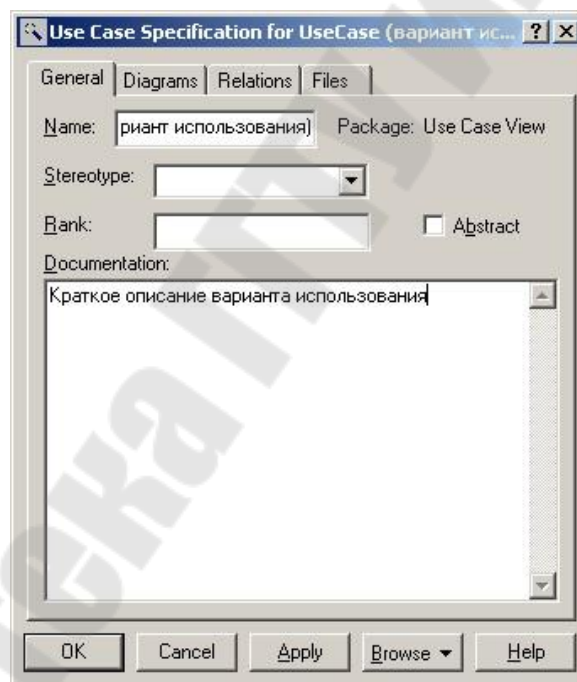 Use Case Specification for UseCase (вариант ис...
General Diagrams Relations Files
Name: риант использования) Package: Use Case View
Stereotype:
Rank: Abstract
Documentation:
Краткое описание варианта использования
OK Cancel Apply Browse Help